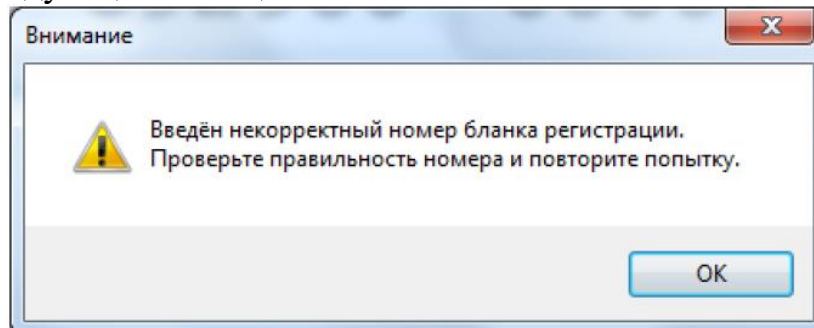 Внимание
Введён некорректный номер бланка регистрации.
Проверьте правильность номера и повторите попытку.
OK